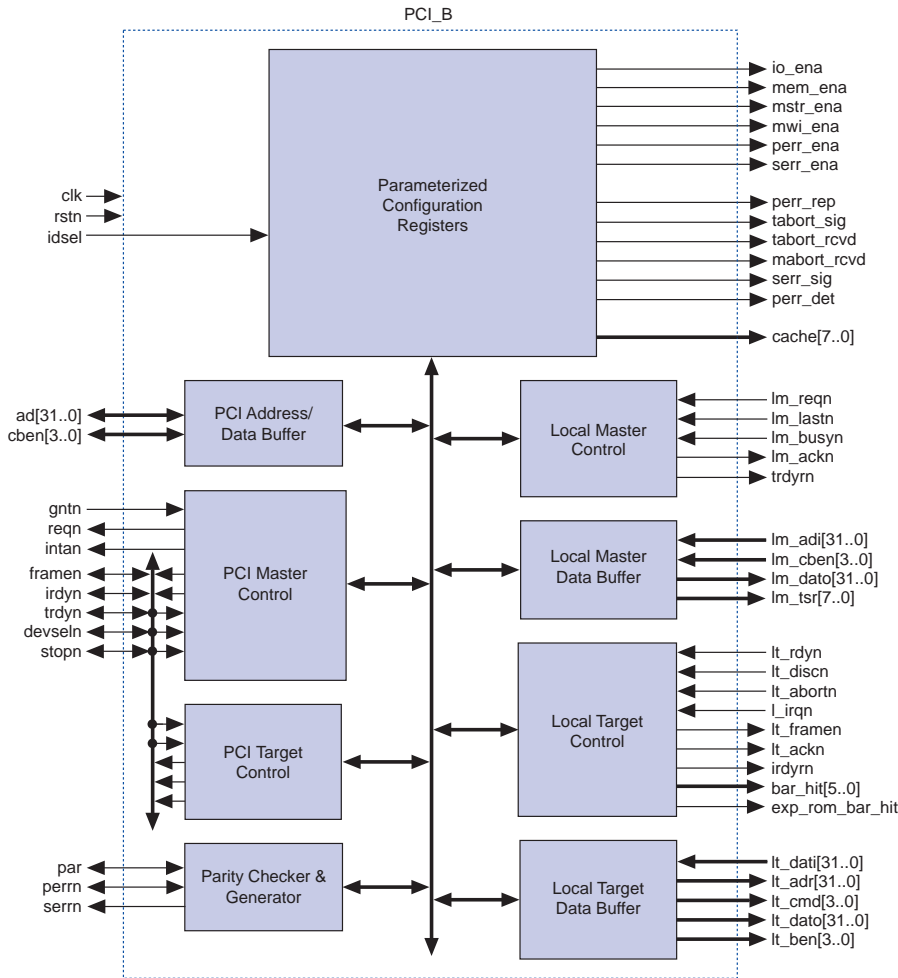 PCI_B
io_ena
mem_ena
mstr_ena
mwi_ena
perr_ena
serr_ena
Parameterized
Configuration
Registers
clk
rstn
idsel
perr_rep
tabort_sig
tabort_rcvd
mabort_rcvd
serr_sig
perr_det
cache[7..0]
ad[31..0]
cben[3..0]
PCI Address/
Data Buffer
Local Master
Control
lm_reqn
lm_lastn
lm_busyn
lm_ackn
trdyrn
gntn
reqn
intan
framen
irdyn
trdyn
devseln
stopn
PCI Master
Control
Local Master
Data Buffer
lm_adi[31..0]
lm_cben[3..0]
lm_dato[31..0]
lm_tsr[7..0]
PCI Target
Control
Local Target
Control
lt_rdyn
lt_discn
lt_abortn
l_irqn
lt_framen
lt_ackn
irdyrn
bar_hit[5..0]
exp_rom_bar_hit
par
perrn
serrn
Parity Checker &
Generator
Local Target
Data Buffer
lt_dati[31..0]
lt_adr[31..0]
lt_cmd[3..0]
lt_dato[31..0]
lt_ben[3..0]